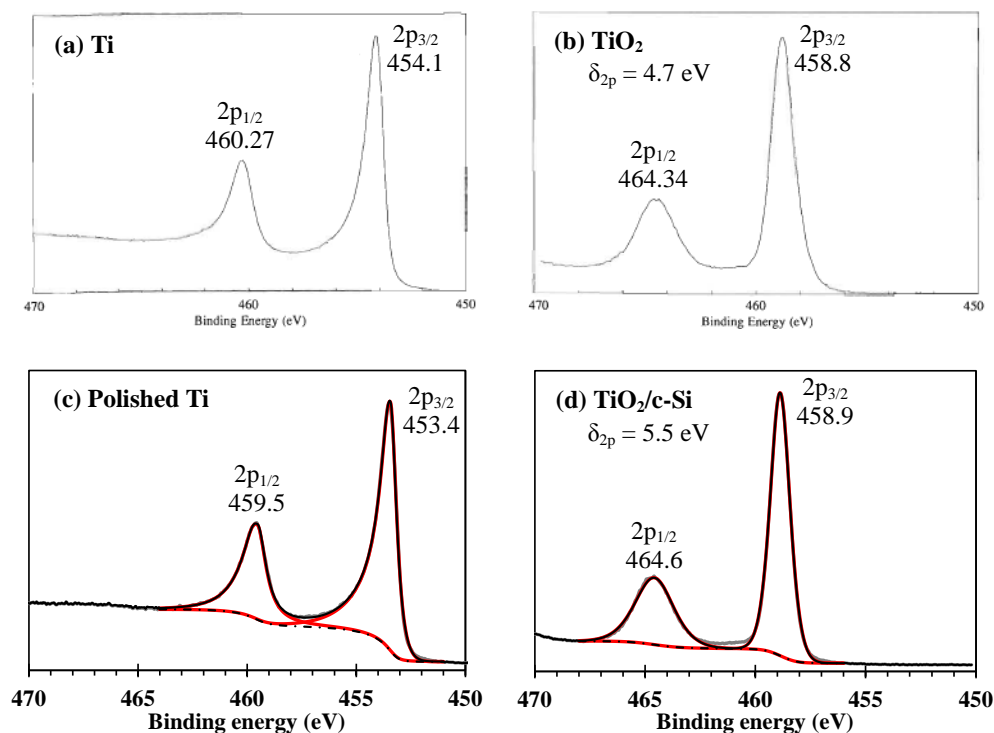 (a) Ti
2p3/2
454.1
2p1/2
460.27
470
460
450
Binding Energy (eV)
(b) TiO2
δ2p = 4.7 eV
2p3/2
458.8
2p1/2
464.34
470
460
450
Binding Energy (eV)
(c) Polished Ti
2p3/2
453.4
2p1/2
459.5
470
465
460
455
450
Binding energy (eV)
(d) TiO2/c-Si
δ2p = 5.5 eV
2p3/2
458.9
2p1/2
464.6
470
465
460
455
450
Binding energy (eV)